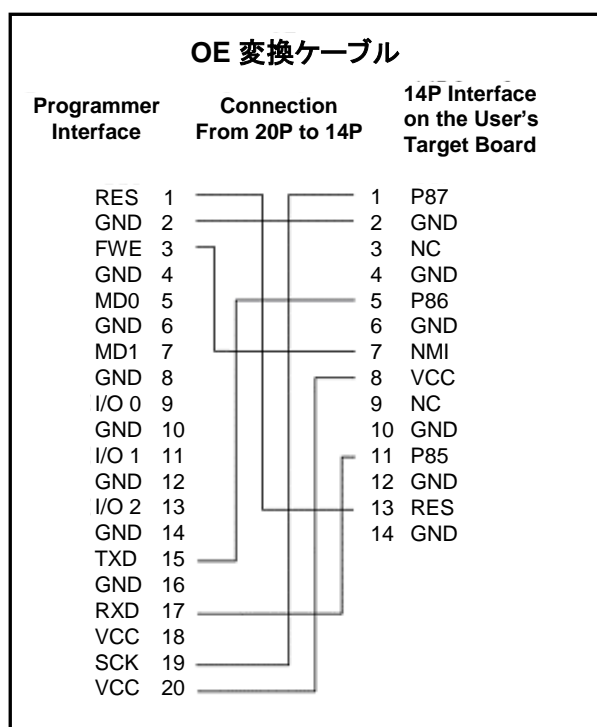 OE 変換ケーブル
Programmer
Interface
Connection
From 20P to 14P
14P Interface
on the User's
Target Board
RES 1
GND 2
FWE 3
GND 4
MD0 5
GND 6
MD1 7
GND 8
I/O 0 9
GND 10
I/O 1 11
GND 12
I/O 2 13
GND 14
TXD 15
GND 16
RXD 17
VCC 18
SCK 19
VCC 20
1 P87
2 GND
3 NC
4 GND
5 P86
6 GND
7 NMI
8 VCC
9 NC
10 GND
11 P85
12 GND
13 RES
14 GND